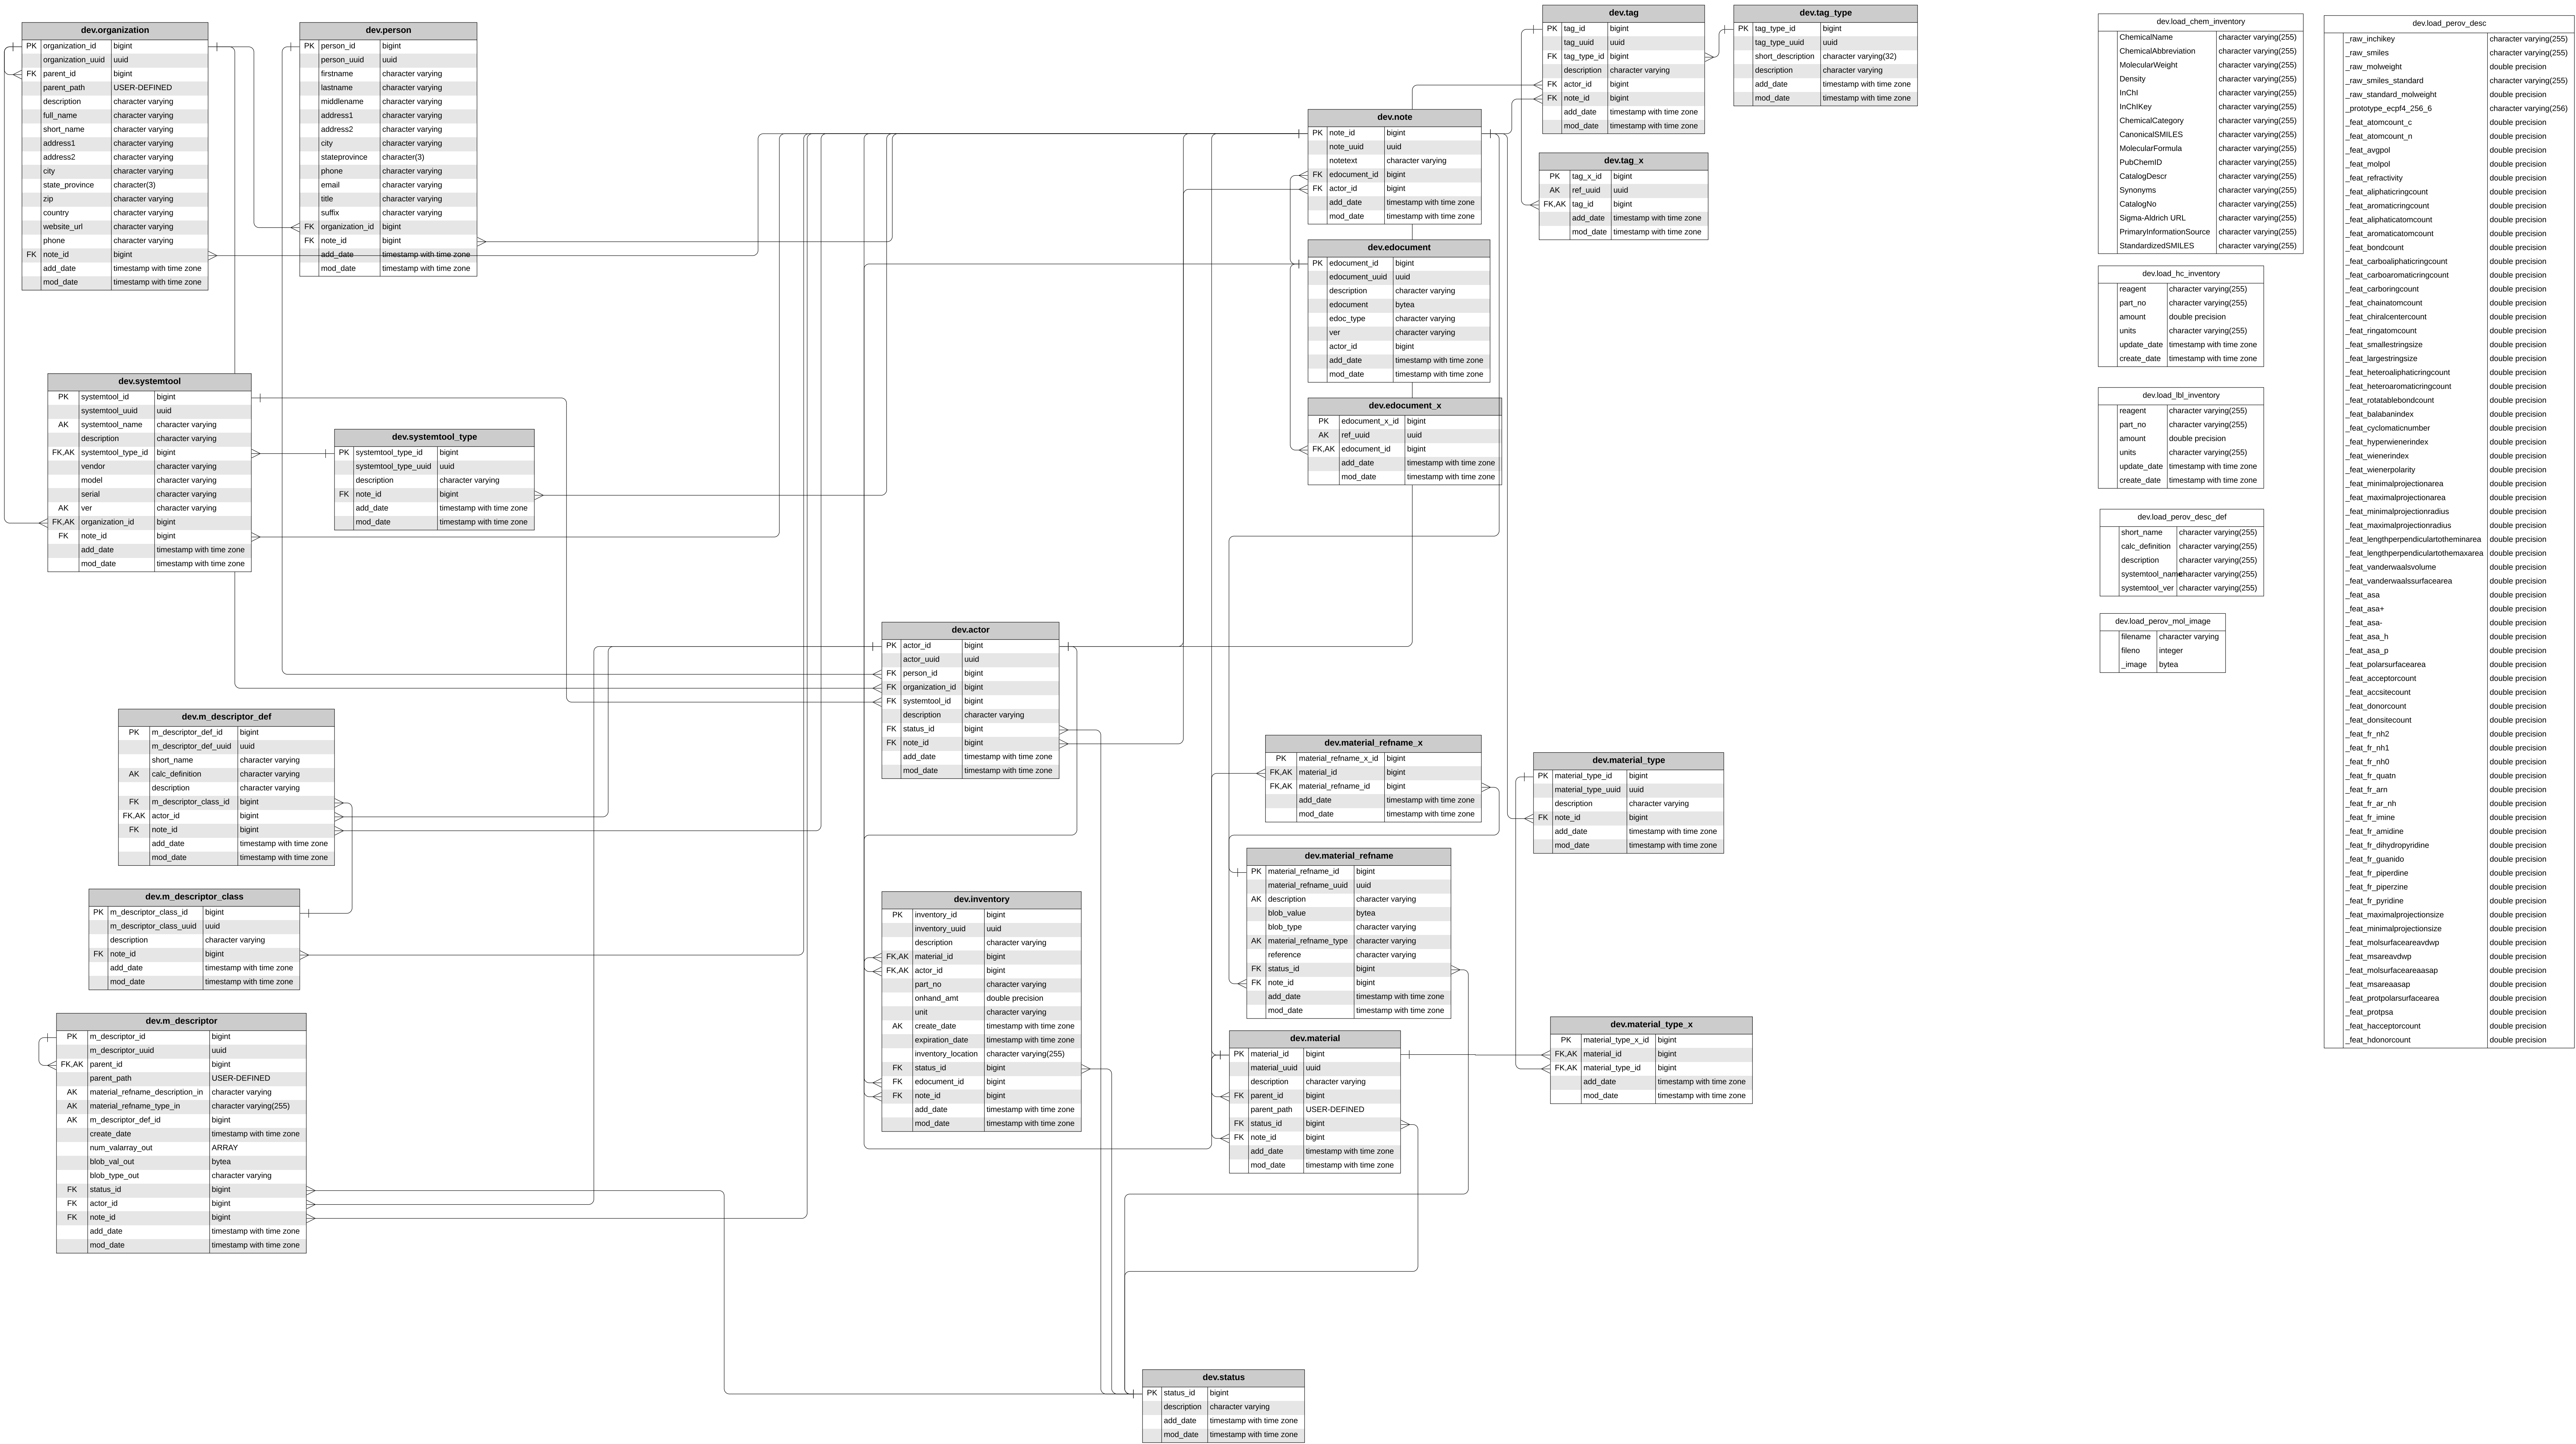 dev.organization
PK organization_id bigint
organization_uuid uuid
FK parent_id bigint
parent_path USER-DEFINED
description character varying
full_name character varying
short_name character varying
address1 character varying
address2 character varying
city character varying
state_province character(3)
zip character varying
country character varying
website_url character varying
phone character varying
FK note_id bigint
add_date timestamp with time zone
mod_date timestamp with time zone
dev.person
PK person_id bigint
person_uuid uuid
firstname character varying
lastname character varying
middlename character varying
address1 character varying
address2 character varying
city character varying
stateprovince character(3)
phone character varying
email character varying
title character varying
suffix character varying
FK organization_id bigint
FK note_id bigint
add_date timestamp with time zone
mod_date timestamp with time zone
dev.tag
PK tag_id bigint
tag_uuid uuid
FK tag_type_id bigint
description character varying
FK actor_id bigint
FK note_id bigint
add_date timestamp with time zone
mod_date timestamp with time zone
dev.tag_type
PK tag_type_id bigint
tag_type_uuid uuid
short_description character varying(32)
description character varying
add_date timestamp with time zone
mod_date timestamp with time zone
dev.note
PK note_id bigint
note_uuid uuid
notetext character varying
FK edocument_id bigint
FK actor_id bigint
add_date timestamp with time zone
mod_date timestamp with time zone
dev.tag_x
PK tag_x_id bigint
AK ref_uuid uuid
FK,AK tag_id bigint
add_date timestamp with time zone
mod_date timestamp with time zone
dev.edocument
PK edocument_id bigint
edocument_uuid uuid
description character varying
edocument bytea
edoc_type character varying
ver character varying
actor_id bigint
add_date timestamp with time zone
mod_date timestamp with time zone
dev.edocument_x
PK edocument_x_id bigint
AK ref_uuid uuid
FK,AK edocument_id bigint
add_date timestamp with time zone
mod_date timestamp with time zone
dev.systemtool
PK systemtool_id bigint
systemtool_uuid uuid
AK systemtool_name character varying
description character varying
FK,AK systemtool_type_id bigint
vendor character varying
model character varying
serial character varying
AK ver character varying
FK,AK organization_id bigint
FK note_id bigint
add_date timestamp with time zone
mod_date timestamp with time zone
dev.systemtool_type
PK systemtool_type_id bigint
systemtool_type_uuid uuid
description character varying
FK note_id bigint
add_date timestamp with time zone
mod_date timestamp with time zone
dev.actor
PK actor_id bigint
actor_uuid uuid
FK person_id bigint
FK organization_id bigint
FK systemtool_id bigint
description character varying
FK status_id bigint
FK note_id bigint
add_date timestamp with time zone
mod_date timestamp with time zone
dev.m_descriptor_def
PK m_descriptor_def_id bigint
m_descriptor_def_uuid uuid
short_name character varying
AK calc_definition character varying
description character varying
FK m_descriptor_class_id bigint
FK,AK actor_id bigint
FK note_id bigint
add_date timestamp with time zone
mod_date timestamp with time zone
dev.m_descriptor_class
PK m_descriptor_class_id bigint
m_descriptor_class_uuid uuid
description character varying
FK note_id bigint
add_date timestamp with time zone
mod_date timestamp with time zone
dev.m_descriptor
PK m_descriptor_id bigint
m_descriptor_uuid uuid
FK,AK parent_id bigint
parent_path USER-DEFINED
AK material_refname_description_in character varying
AK material_refname_type_in character varying(255)
AK m_descriptor_def_id bigint
create_date timestamp with time zone
num_valarray_out ARRAY
blob_val_out bytea
blob_type_out character varying
FK status_id bigint
FK actor_id bigint
FK note_id bigint
add_date timestamp with time zone
mod_date timestamp with time zone
dev.inventory
PK inventory_id bigint
inventory_uuid uuid
description character varying
FK,AK material_id bigint
FK,AK actor_id bigint
part_no character varying
onhand_amt double precision
unit character varying
AK create_date timestamp with time zone
expiration_date timestamp with time zone
inventory_location character varying(255)
FK status_id bigint
FK edocument_id bigint
FK note_id bigint
add_date timestamp with time zone
mod_date timestamp with time zone
dev.material_refname_x
PK material_refname_x_id bigint
FK,AK material_id bigint
FK,AK material_refname_id bigint
add_date timestamp with time zone
mod_date timestamp with time zone
dev.material_type
PK material_type_id bigint
material_type_uuid uuid
description character varying
FK note_id bigint
add_date timestamp with time zone
mod_date timestamp with time zone
dev.material_refname
PK material_refname_id bigint
material_refname_uuid uuid
AK description character varying
blob_value bytea
blob_type character varying
AK material_refname_type character varying
reference character varying
FK status_id bigint
FK note_id bigint
add_date timestamp with time zone
mod_date timestamp with time zone
dev.material
PK material_id bigint
material_uuid uuid
description character varying
FK parent_id bigint
parent_path USER-DEFINED
FK status_id bigint
FK note_id bigint
add_date timestamp with time zone
mod_date timestamp with time zone
dev.material_type_x
PK material_type_x_id bigint
FK,AK material_id bigint
FK,AK material_type_id bigint
add_date timestamp with time zone
mod_date timestamp with time zone
dev.status
PK status_id bigint
description character varying
add_date timestamp with time zone
mod_date timestamp with time zone
dev.load_chem_inventory
ChemicalName character varying(255)
ChemicalAbbreviation character varying(255)
MolecularWeight character varying(255)
Density character varying(255)
InChI character varying(255)
InChIKey character varying(255)
ChemicalCategory character varying(255)
CanonicalSMILES character varying(255)
MolecularFormula character varying(255)
PubChemID character varying(255)
CatalogDescr character varying(255)
Synonyms character varying(255)
CatalogNo character varying(255)
Sigma-Aldrich URL character varying(255)
PrimaryInformationSource character varying(255)
StandardizedSMILES character varying(255)
dev.load_hc_inventory
reagent character varying(255)
part_no character varying(255)
amount double precision
units character varying(255)
update_date timestamp with time zone
create_date timestamp with time zone
dev.load_lbl_inventory
reagent character varying(255)
part_no character varying(255)
amount double precision
units character varying(255)
update_date timestamp with time zone
create_date timestamp with time zone
dev.load_perov_desc_def
short_name character varying(255)
calc_definition character varying(255)
description character varying(255)
systemtool_name character varying(255)
systemtool_ver character varying(255)
dev.load_perov_mol_image
filename character varying
fileno integer
_image bytea
dev.load_perov_desc
_raw_inchikey character varying(255)
_raw_smiles character varying(255)
_raw_molweight double precision
_raw_smiles_standard character varying(255)
_raw_standard_molweight double precision
_prototype_ecpf4_256_6 character varying(256)
_feat_atomcount_c double precision
_feat_atomcount_n double precision
_feat_avgpol double precision
_feat_molpol double precision
_feat_refractivity double precision
_feat_aliphaticringcount double precision
_feat_aromaticringcount double precision
_feat_aliphaticatomcount double precision
_feat_aromaticatomcount double precision
_feat_bondcount double precision
_feat_carboaliphaticringcount double precision
_feat_carboaromaticringcount double precision
_feat_carboringcount double precision
_feat_chainatomcount double precision
_feat_chiralcentercount double precision
_feat_ringatomcount double precision
_feat_smallestringsize double precision
_feat_largestringsize double precision
_feat_heteroaliphaticringcount double precision
_feat_heteroaromaticringcount double precision
_feat_rotatablebondcount double precision
_feat_balabanindex double precision
_feat_cyclomaticnumber double precision
_feat_hyperwienerindex double precision
_feat_wienerindex double precision
_feat_wienerpolarity double precision
_feat_minimalprojectionarea double precision
_feat_maximalprojectionarea double precision
_feat_minimalprojectionradius double precision
_feat_maximalprojectionradius double precision
_feat_lengthperpendiculartotheminarea double precision
_feat_lengthperpendiculartothemaxarea double precision
_feat_vanderwaalsvolume double precision
_feat_vanderwaalssurfacearea double precision
_feat_asa double precision
_feat_asa+ double precision
_feat_asa- double precision
_feat_asa_h double precision
_feat_asa_p double precision
_feat_polarsurfacearea double precision
_feat_acceptorcount double precision
_feat_accsitecount double precision
_feat_donorcount double precision
_feat_donsitecount double precision
_feat_fr_nh2 double precision
_feat_fr_nh1 double precision
_feat_fr_nh0 double precision
_feat_fr_quatn double precision
_feat_fr_arn double precision
_feat_fr_ar_nh double precision
_feat_fr_imine double precision
_feat_fr_amidine double precision
_feat_fr_dihydropyridine double precision
_feat_fr_guanido double precision
_feat_fr_piperdine double precision
_feat_fr_piperzine double precision
_feat_fr_pyridine double precision
_feat_maximalprojectionsize double precision
_feat_minimalprojectionsize double precision
_feat_molsurfaceareavdwp double precision
_feat_msareavdwp double precision
_feat_molsurfaceareaasap double precision
_feat_msareaasap double precision
_feat_protpolarsurfacearea double precision
_feat_protpsa double precision
_feat_hacceptorcount double precision
_feat_hdonorcount double precision